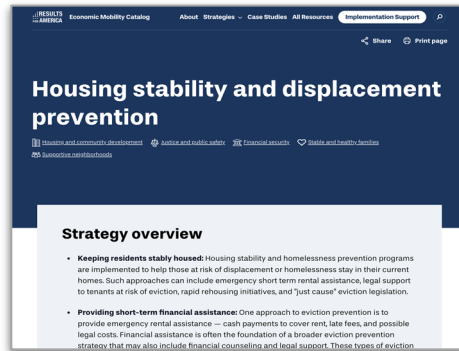 RESULTS FOR AMERICA Economic Mobility Catalog About Strategies Case Studies All Resources Implementation Support
Share Print page
Housing stability and displacement
prevention
Housing and community development Justice and public safety Financial security Stable and healthy families
Supportive neighborhoods
Strategy overview
• Keeping residents stably housed: Housing stability and homelessness prevention programs
are implemented to help those at risk of displacement or homelessness stay in their current
homes. Such approaches can include emergency short term rental assistance, legal support
to tenants at risk of eviction, rapid rehousing initiatives, and "just cause" eviction legislation.
• Providing short-term financial assistance: One approach to eviction prevention is to
provide emergency rental assistance — cash payments to cover rent, late fees, and possible
legal costs. Financial assistance is often the foundation of a broader eviction prevention
strategy that may also include financial counseling and legal support. These types of eviction